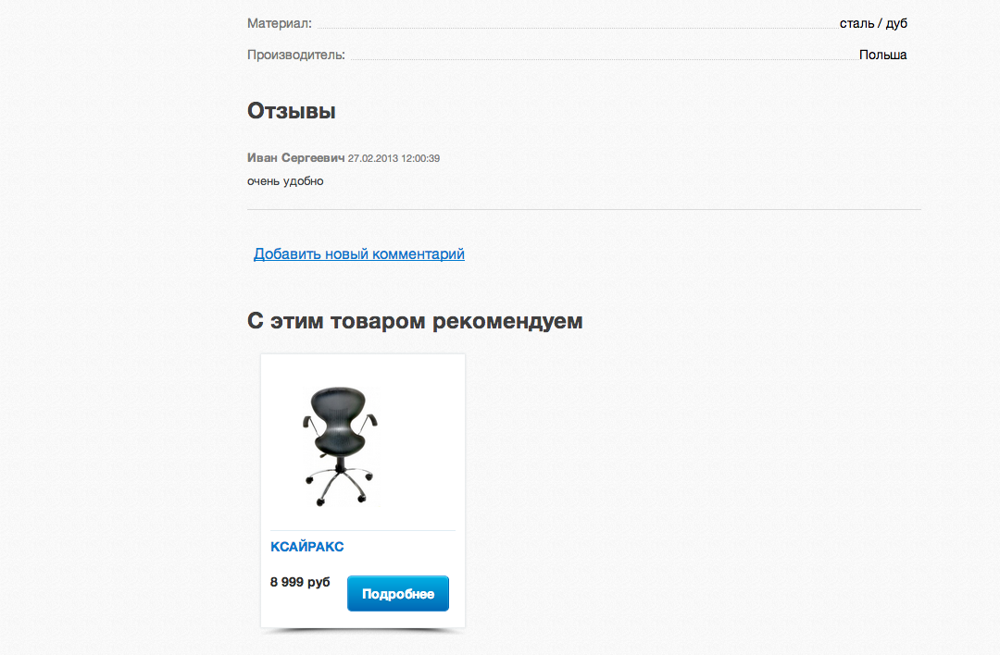 Материал: сталь / дуб
Производитель: Польша
Отзывы
Иван Сергеевич 27.02.2013 12:00:39
очень удобно
Добавить новый комментарий
С этим товаром рекомендуем
КСАЙРАКС
8 999 руб Подробнее